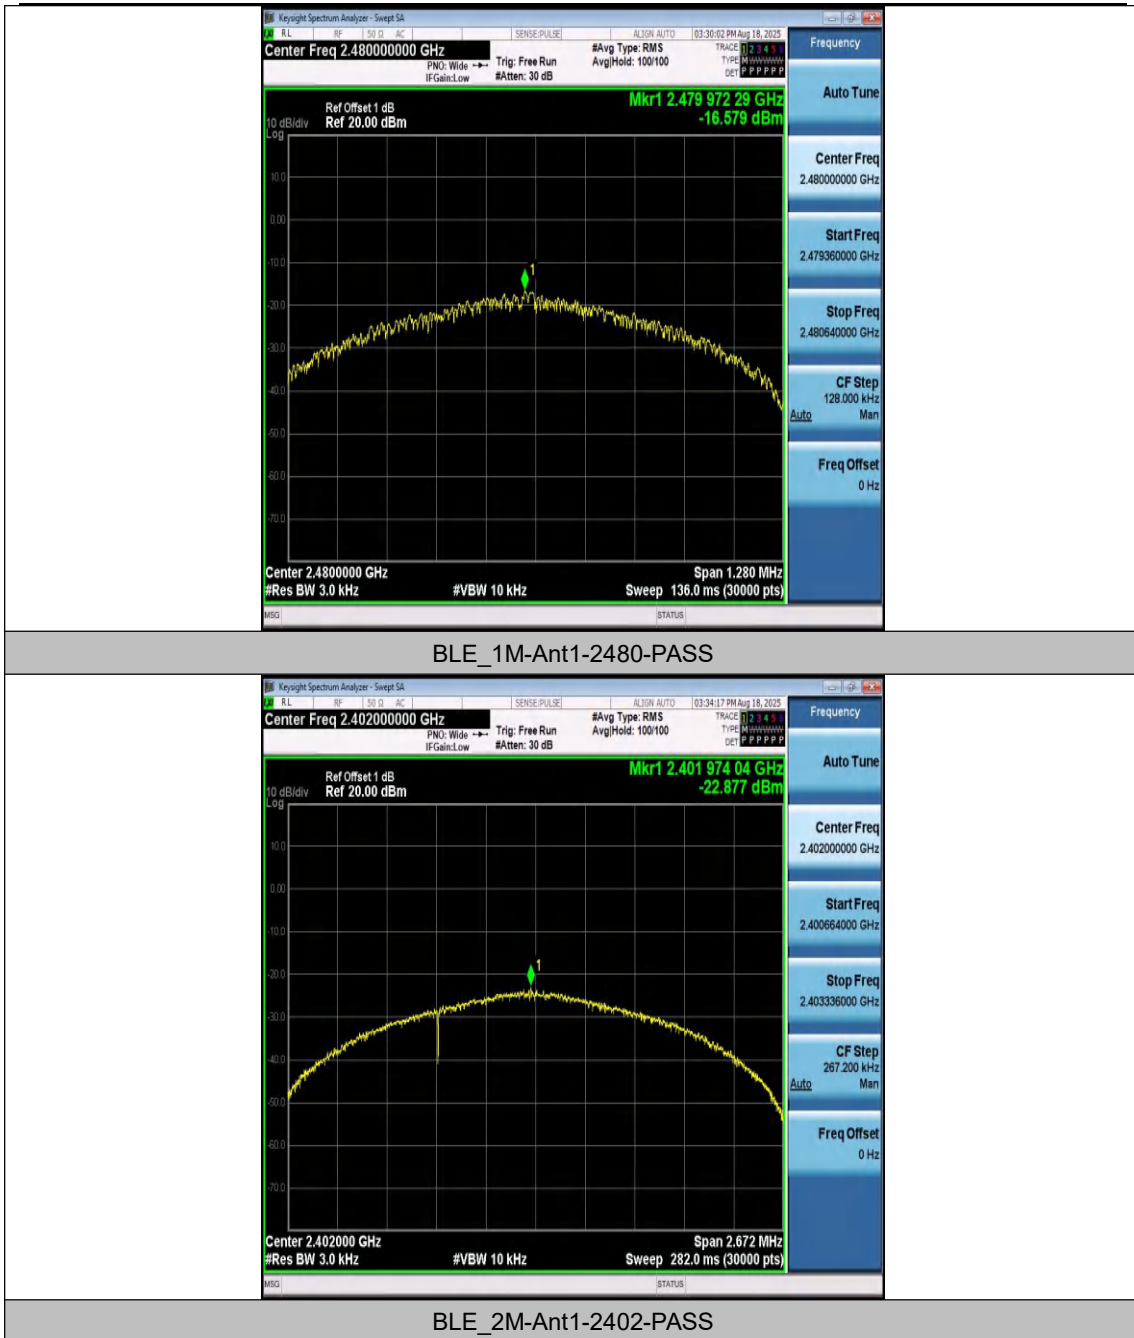 Keysight Spectrum Analyzer - Swept SA
RL RF 50 Ω AC SENSE:PULSE ALIGN AUTO 03:30:02 PM Aug 18, 2025
Center Freq 2.480000000 GHz
PNO: Wide
IFGain:Low
Trig: Free Run
#Atten: 30 dB
#Avg Type: RMS
Avg|Hold: 100/100
TRACE 1 2 3 4 5
TYPE M
DET P P P P P P
Frequency
Mkr1 2.479 972 29 GHz
-16.579 dBm
Ref Offset 1 dB
10 dB/div Ref 20.00 dBm
Log
10.0
0.00
-10.0
-20.0
-30.0
-40.0
-50.0
-60.0
-70.0
1
Center 2.4800000 GHz Span 1.280 MHz
#Res BW 3.0 kHz #VBW 10 kHz Sweep 136.0 ms (30000 pts)
MSG STATUS
Auto Tune
Center Freq
2.480000000 GHz
Start Freq
2.479360000 GHz
Stop Freq
2.480640000 GHz
CF Step
128.000 kHz
Auto Man
Freq Offset
0 Hz
BLE_1M-Ant1-2480-PASS
Keysight Spectrum Analyzer - Swept SA
RL RF 50 Ω AC SENSE:PULSE ALIGN AUTO 03:34:17 PM Aug 18, 2025
Center Freq 2.402000000 GHz
PNO: Wide
IFGain:Low
Trig: Free Run
#Atten: 30 dB
#Avg Type: RMS
Avg|Hold: 100/100
TRACE 1 2 3 4 5
TYPE M
DET P P P P P P
Frequency
Mkr1 2.401 974 04 GHz
-22.877 dBm
Ref Offset 1 dB
10 dB/div Ref 20.00 dBm
Log
10.0
0.00
-10.0
-20.0
-30.0
-40.0
-50.0
-60.0
-70.0
1
Center 2.402000 GHz Span 2.672 MHz
#Res BW 3.0 kHz #VBW 10 kHz Sweep 282.0 ms (30000 pts)
MSG STATUS
Auto Tune
Center Freq
2.402000000 GHz
Start Freq
2.400664000 GHz
Stop Freq
2.403336000 GHz
CF Step
267.200 kHz
Auto Man
Freq Offset
0 Hz
BLE_2M-Ant1-2402-PASS